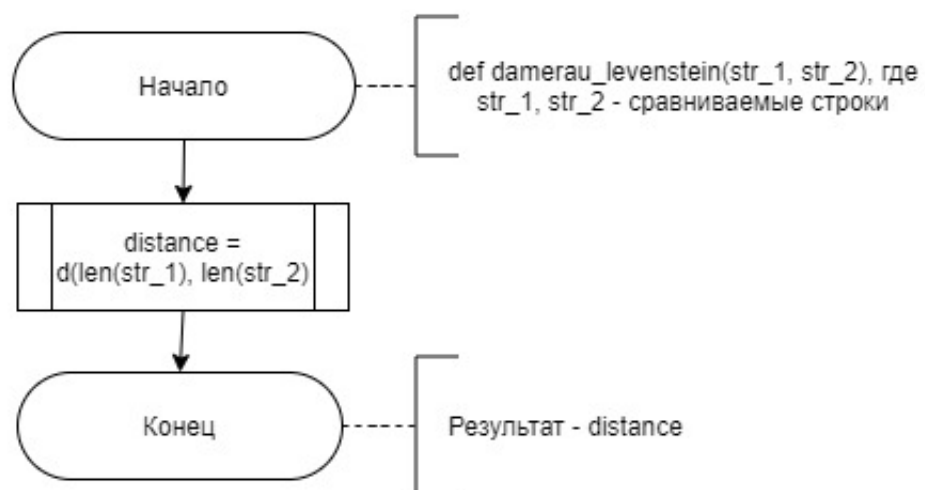 Начало
def damerau_levenstein(str_1, str_2), где
str_1, str_2 - сравниваемые строки
distance =
d(len(str_1), len(str_2)
Конец
Результат - distance